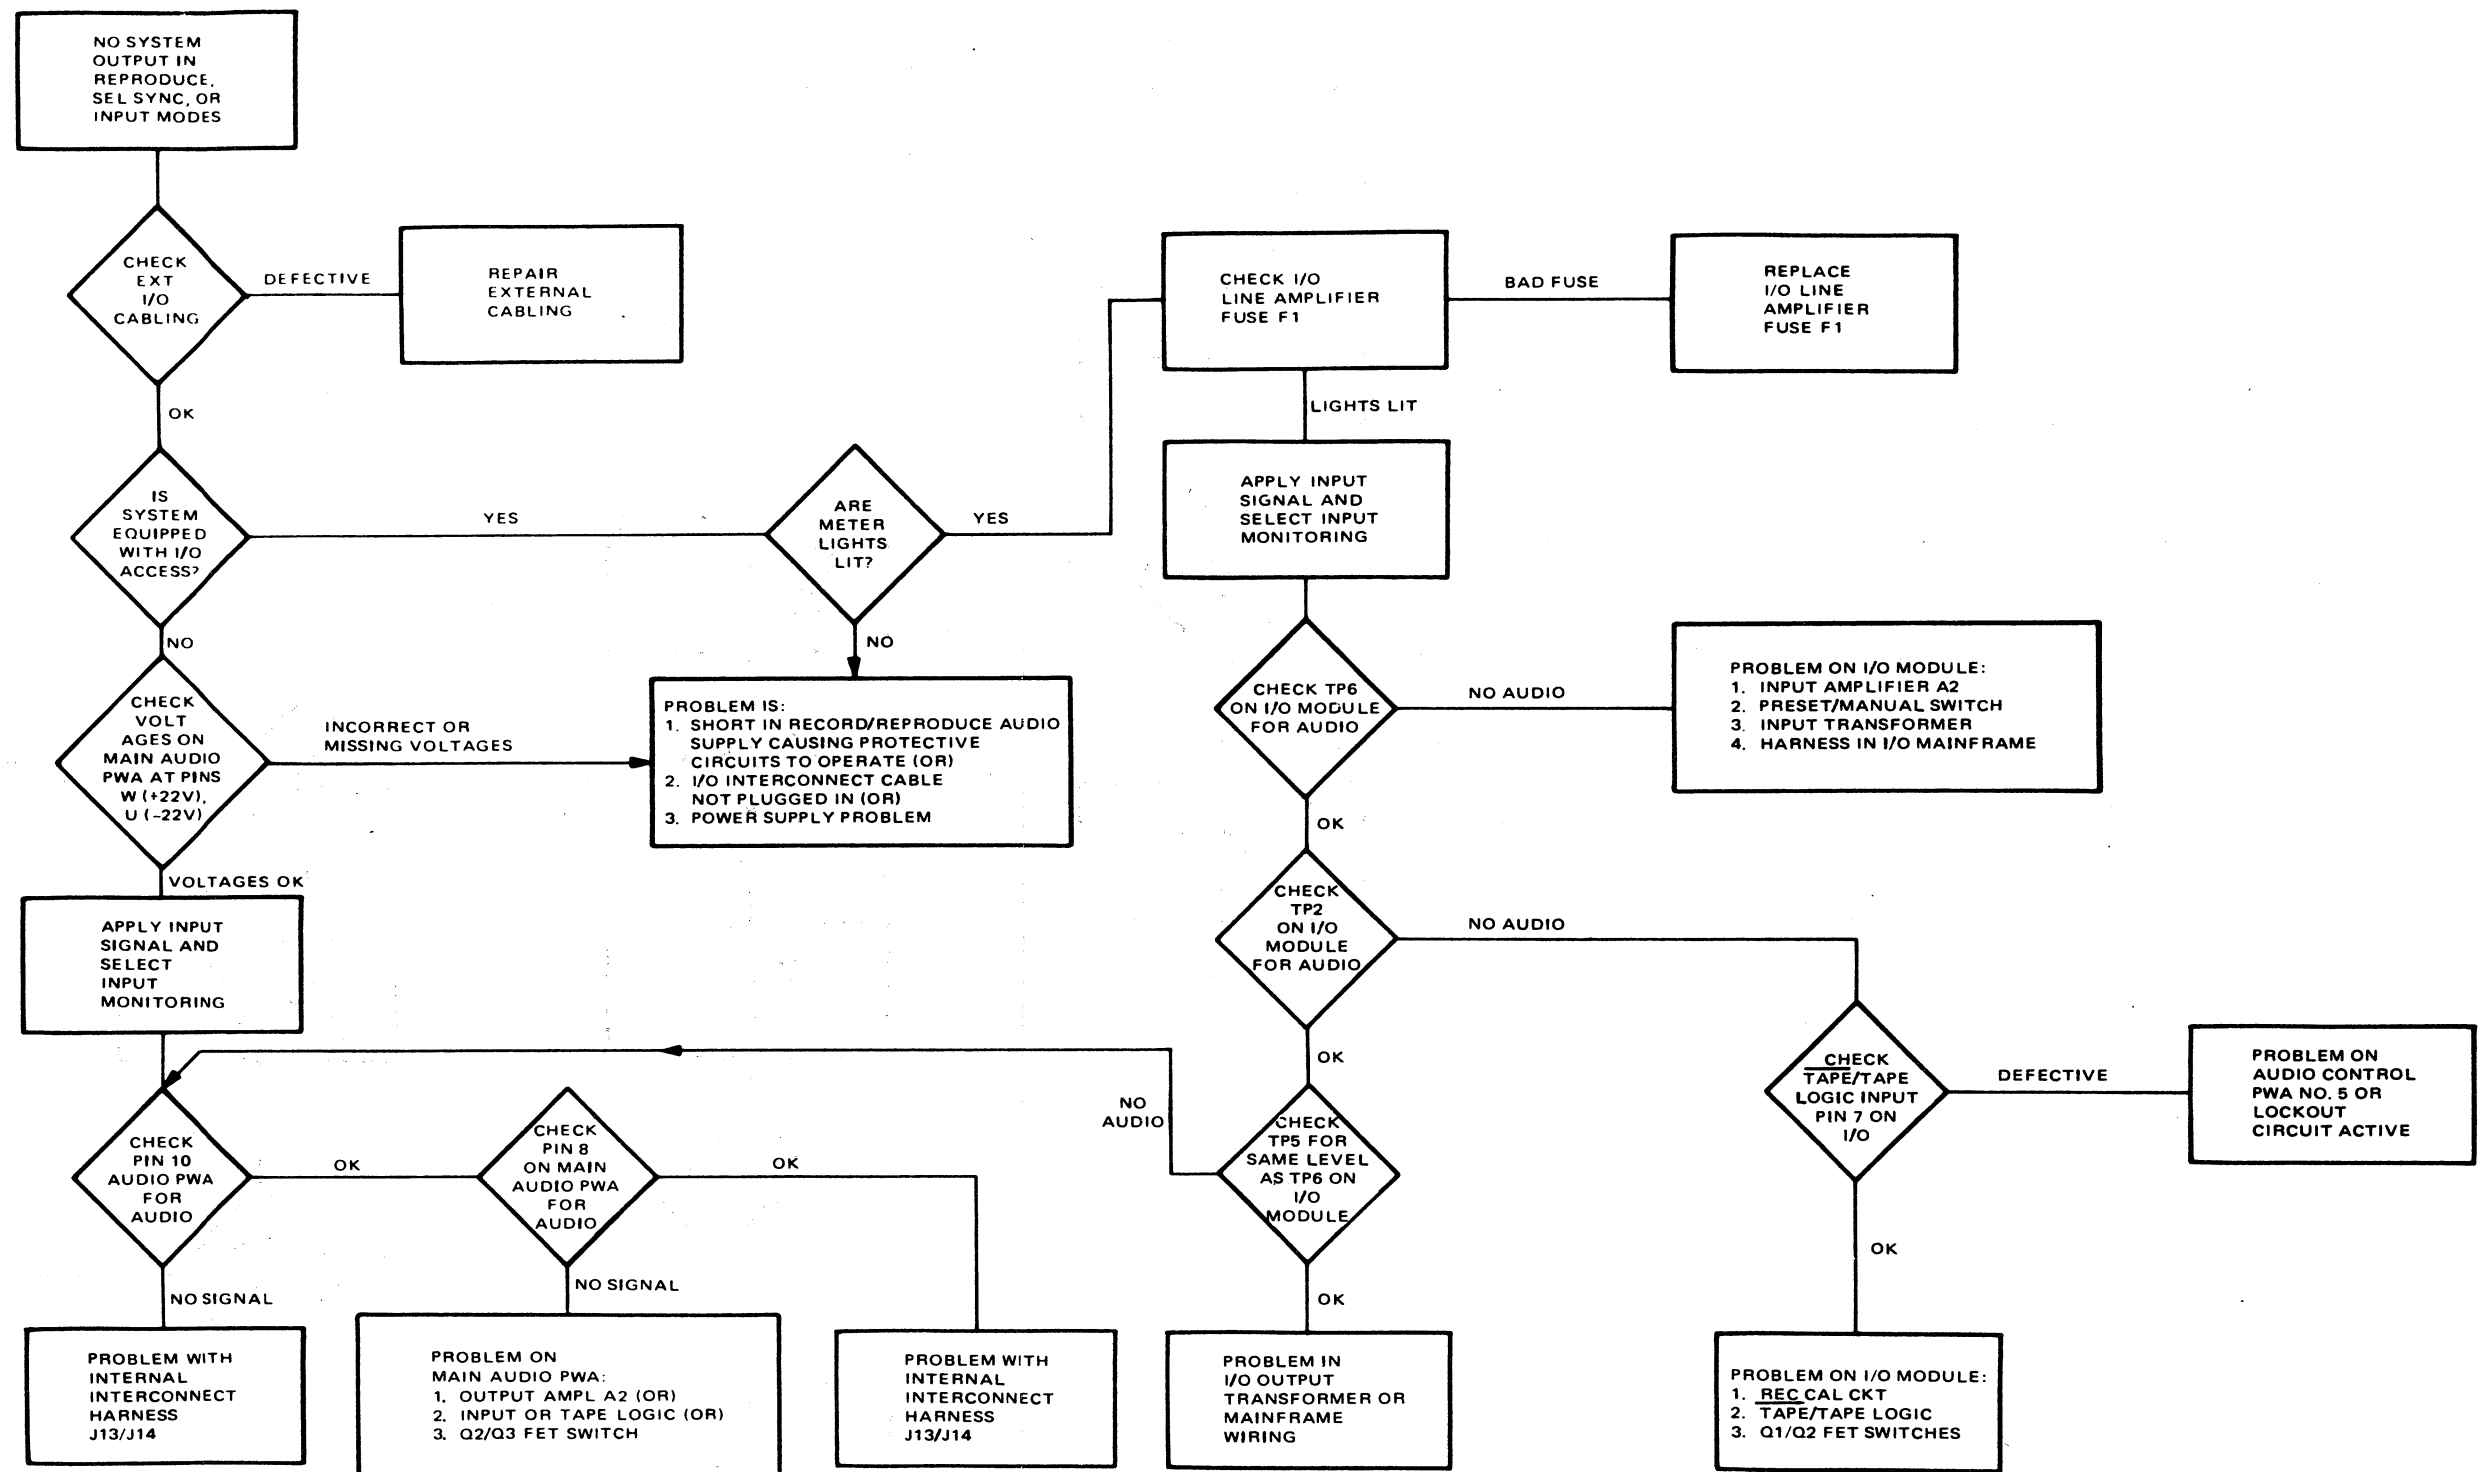 NO SYSTEM
OUTPUT IN
REPRODUCE,
SEL SYNC, OR
INPUT MODES
CHECK
EXT
I/O
CABLING
DEFECTIVE
REPAIR
EXTERNAL
CABLING
OK
IS
SYSTEM
EQUIPPED
WITH I/O
ACCESS?
YES
ARE
METER
LIGHTS
LIT?
YES
NO
NO
CHECK
VOLT
AGES ON
MAIN AUDIO
PWA AT PINS
W (+22V),
U (-22V)
INCORRECT OR
MISSING VOLTAGES
PROBLEM IS:
1. SHORT IN RECORD/REPRODUCE AUDIO
SUPPLY CAUSING PROTECTIVE
CIRCUITS TO OPERATE (OR)
2. I/O INTERCONNECT CABLE
NOT PLUGGED IN (OR)
3. POWER SUPPLY PROBLEM
VOLTAGES OK
APPLY INPUT
SIGNAL AND
SELECT
INPUT
MONITORING
CHECK
PIN 10
AUDIO PWA
FOR
AUDIO
OK
CHECK
PIN 8
ON MAIN
AUDIO PWA
FOR
AUDIO
OK
NO SIGNAL
PROBLEM WITH
INTERNAL
INTERCONNECT
HARNESS
J13/J14
NO SIGNAL
PROBLEM ON
MAIN AUDIO PWA:
1. OUTPUT AMPL A2 (OR)
2. INPUT OR TAPE LOGIC (OR)
3. Q2/Q3 FET SWITCH
PROBLEM WITH
INTERNAL
INTERCONNECT
HARNESS
J13/J14
CHECK I/O
LINE AMPLIFIER
FUSE F1
BAD FUSE
REPLACE
I/O LINE
AMPLIFIER
FUSE F1
LIGHTS LIT
APPLY INPUT
SIGNAL AND
SELECT INPUT
MONITORING
CHECK TP6
ON I/O MODULE
FOR AUDIO
NO AUDIO
PROBLEM ON I/O MODULE:
1. INPUT AMPLIFIER A2
2. PRESET/MANUAL SWITCH
3. INPUT TRANSFORMER
4. HARNESS IN I/O MAINFRAME
OK
CHECK
TP2
ON I/O
MODULE
FOR AUDIO
NO AUDIO
OK
NO
AUDIO
CHECK
TP5 FOR
SAME LEVEL
AS TP6 ON
I/O
MODULE
OK
PROBLEM IN
I/O OUTPUT
TRANSFORMER OR
MAINFRAME
WIRING
CHECK
TAPE/TAPE
LOGIC INPUT
PIN 7 ON
I/O
DEFECTIVE
PROBLEM ON
AUDIO CONTROL
PWA NO. 5 OR
LOCKOUT
CIRCUIT ACTIVE
OK
PROBLEM ON I/O MODULE:
1. REC CAL CKT
2. TAPE/TAPE LOGIC
3. Q1/Q2 FET SWITCHES